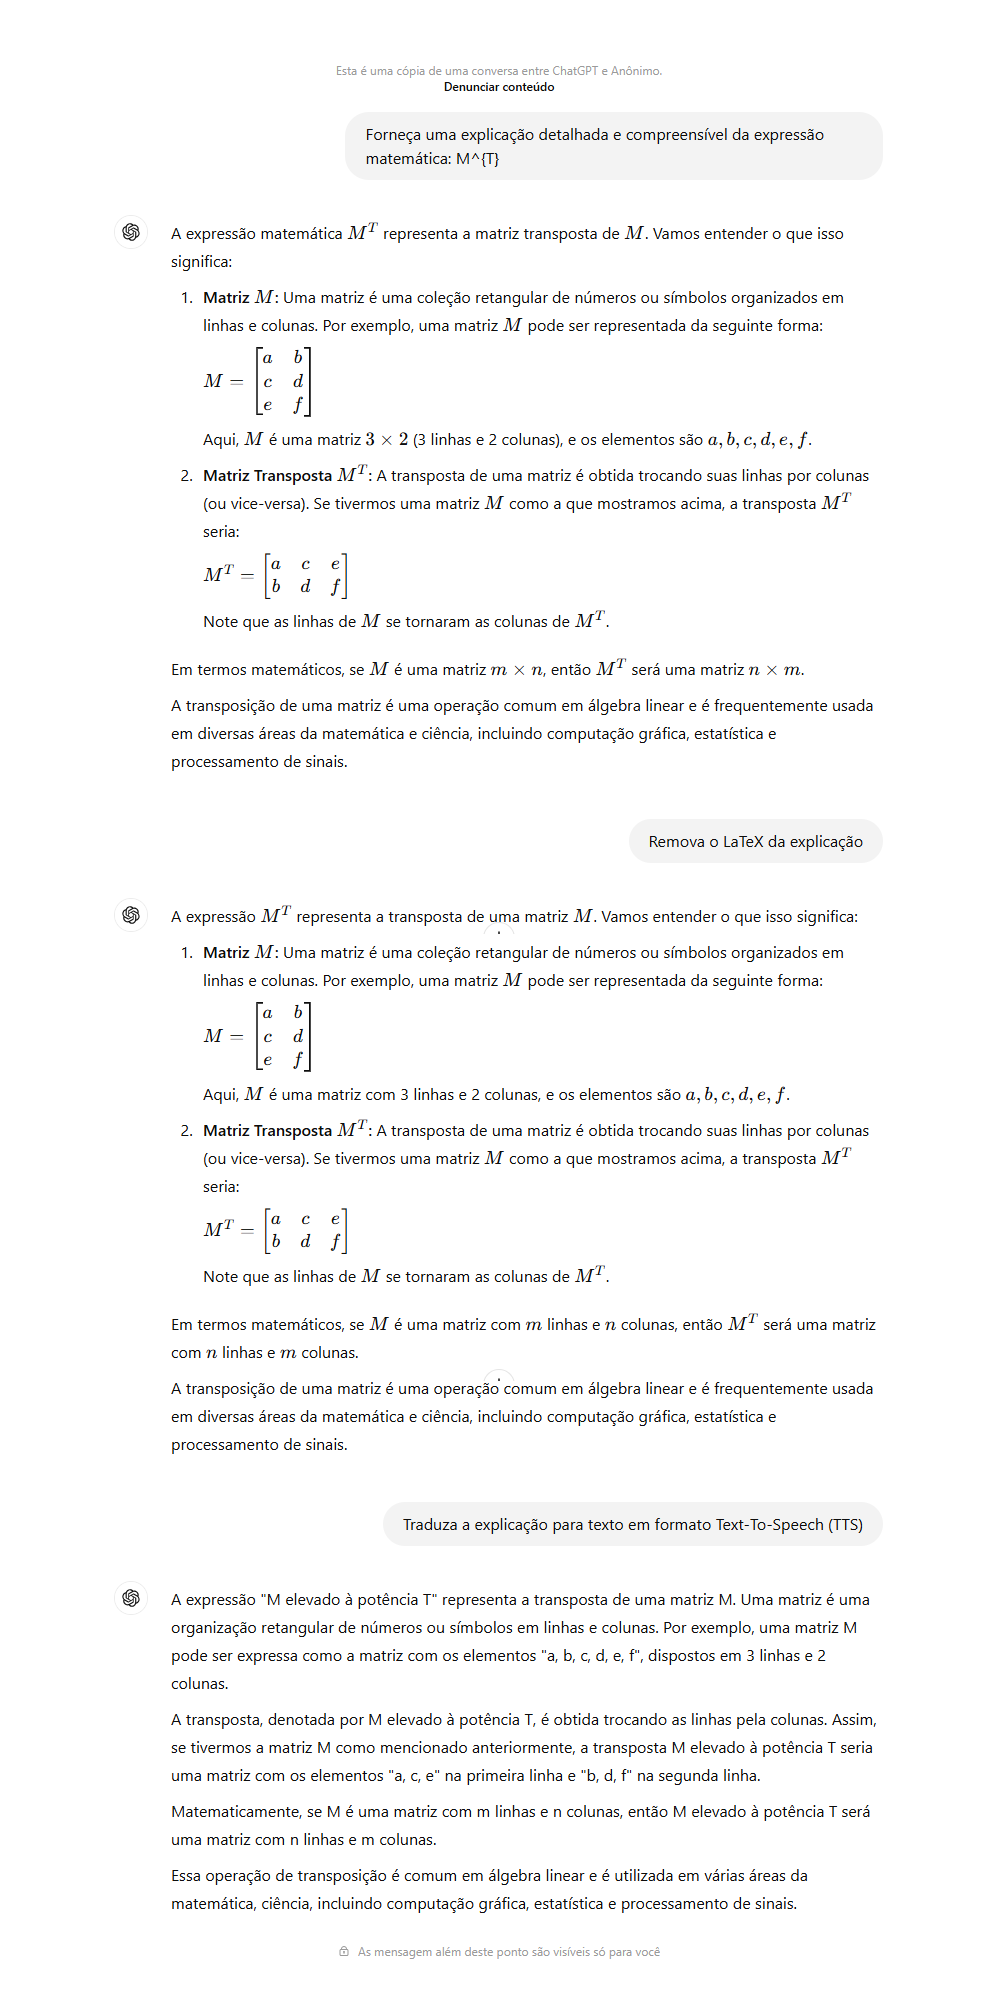 Esta é uma cópia de uma conversa entre ChatGPT e Anônimo.
Denunciar conteúdo
Forneça uma explicação detalhada e compreensível da expressão
matemática: M^{T}
A expressão matemática M^T representa a matriz transposta de M. Vamos entender o que isso
significa:
1. Matriz M: Uma matriz é uma coleção retangular de números ou símbolos organizados em
linhas e colunas. Por exemplo, uma matriz M pode ser representada da seguinte forma:
a b
M = c d
e f
Aqui, M é uma matriz 3 × 2 (3 linhas e 2 colunas), e os elementos são a, b, c, d, e, f.
2. Matriz Transposta M^T: A transposta de uma matriz é obtida trocando suas linhas por colunas
(ou vice-versa). Se tivermos uma matriz M como a que mostramos acima, a transposta M^T
seria:
M^T = [a c e
b d f]
Note que as linhas de M se tornaram as colunas de M^T.
Em termos matemáticos, se M é uma matriz m × n, então M^T será uma matriz n × m.
A transposição de uma matriz é uma operação comum em álgebra linear e é frequentemente usada
em diversas áreas da matemática e ciência, incluindo computação gráfica, estatística e
processamento de sinais.
Remova o LaTeX da explicação
A expressão M^T representa a transposta de uma matriz M. Vamos entender o que isso significa:
1. Matriz M: Uma matriz é uma coleção retangular de números ou símbolos organizados em
linhas e colunas. Por exemplo, uma matriz M pode ser representada da seguinte forma:
a b
M = c d
e f
Aqui, M é uma matriz com 3 linhas e 2 colunas, e os elementos são a, b, c, d, e, f.
2. Matriz Transposta M^T: A transposta de uma matriz é obtida trocando suas linhas por colunas
(ou vice-versa). Se tivermos uma matriz M como a que mostramos acima, a transposta M^T
seria:
M^T = [a c e
b d f]
Note que as linhas de M se tornaram as colunas de M^T.
Em termos matemáticos, se M é uma matriz com m linhas e n colunas, então M^T será uma matriz
com n linhas e m colunas.
A transposição de uma matriz é uma operação comum em álgebra linear e é frequentemente usada
em diversas áreas da matemática e ciência, incluindo computação gráfica, estatística e
processamento de sinais.
Traduza a explicação para texto em formato Text-To-Speech (TTS)
A expressão "M elevado à potência T" representa a transposta de uma matriz M. Uma matriz é uma
organização retangular de números ou símbolos em linhas e colunas. Por exemplo, uma matriz M
pode ser expressa como a matriz com os elementos "a, b, c, d, e, f", dispostos em 3 linhas e 2
colunas.
A transposta, denotada por M elevado à potência T, é obtida trocando as linhas pela colunas. Assim,
se tivermos a matriz M como mencionado anteriormente, a transposta M elevado à potência T seria
uma matriz com os elementos "a, c, e" na primeira linha e "b, d, f" na segunda linha.
Matematicamente, se M é uma matriz com m linhas e n colunas, então M elevado à potência T será
uma matriz com n linhas e m colunas.
Essa operação de transposição é comum em álgebra linear e é utilizada em várias áreas da
matemática, ciência, incluindo computação gráfica, estatística e processamento de sinais.
As mensagem além deste ponto são visíveis só para você